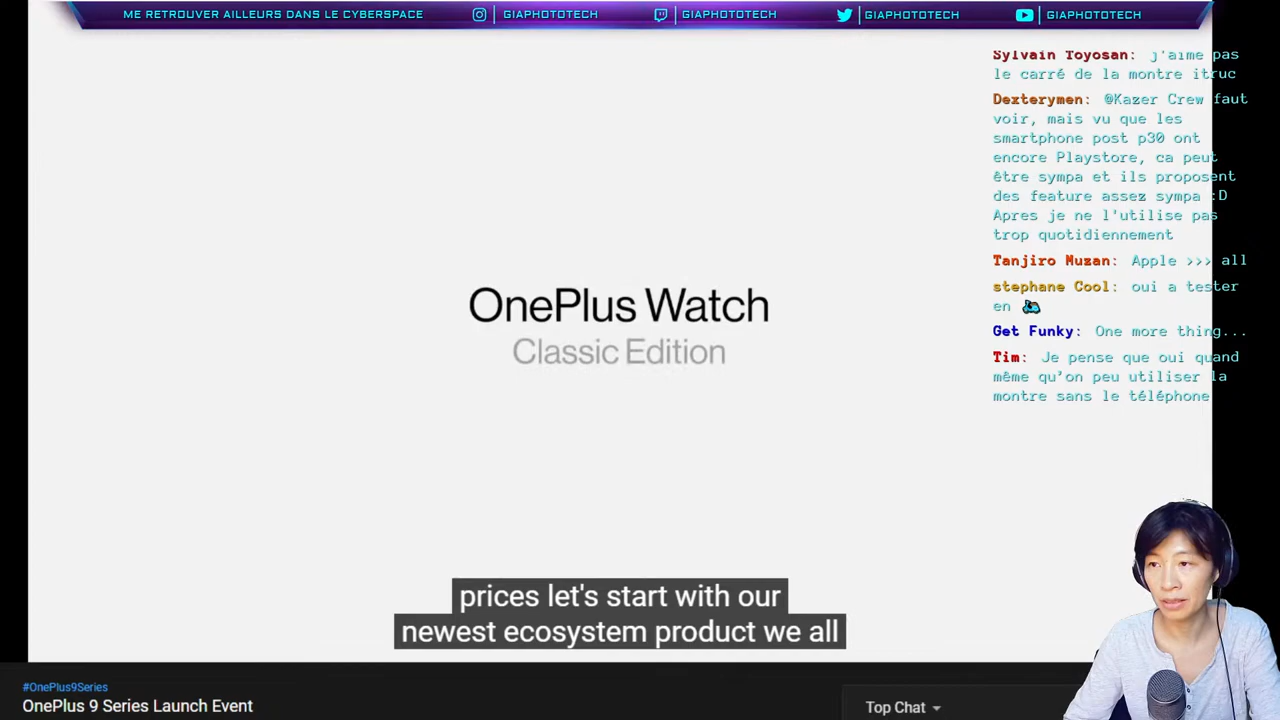 ME RETROUVER AILLEURS DANS LE CYBERSPACE
GIAPHOTOTECH
GIAPHOTOTECH
GIAPHOTOTECH
GIAPHOTOTECH
Sylvain Toyosan: j'aime pas
le carré de la montre itruc
Dexterymen: @Kazer Crew faut
voir, mais vu que les
smartphone post p30 ont
encore Playstore, ca peut
être sympa et ils proposent
des feature assez sympa :D
Apres je ne l'utilise pas
trop quotidiennement
Tanjiro Muzan: Apple >>> all
stephane Cool: oui a tester
en
Get Funky: One more thing...
Tim: Je pense que oui quand
même qu'on peu utiliser la
montre sans le téléphone
OnePlus Watch
Classic Edition
prices let's start with our
newest ecosystem product we all
#OnePlus9Series
OnePlus 9 Series Launch Event
Top Chat